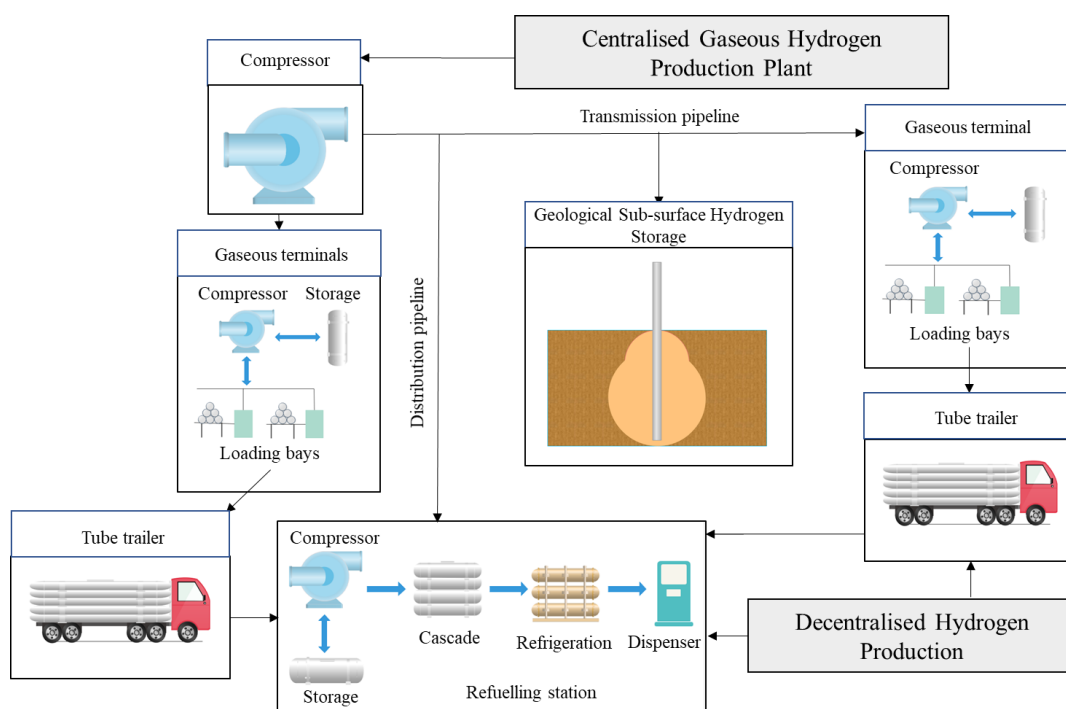 Centralised Gaseous Hydrogen
Production Plant
Compressor
Transmission pipeline
Gaseous terminal
Compressor
Loading bays
Geological Sub-surface Hydrogen
Storage
Gaseous terminals
Compressor
Storage
Loading bays
Distribution pipeline
Tube trailer
Tube trailer
Compressor
Cascade
Refrigeration
Dispenser
Storage
Refuelling station
Decentralised Hydrogen
Production